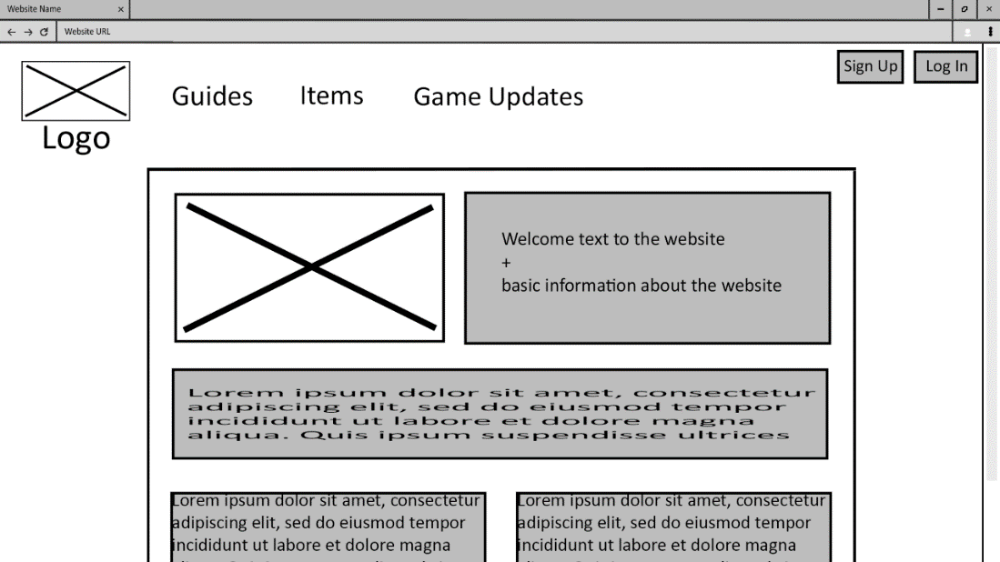 Website Name
Website URL
Sign Up
Log In
Guides
Items
Game Updates
Logo
Welcome text to the website
+
basic information about the website
Lorem ipsum dolor sit amet, consectetur
adipiscing elit, sed do eiusmod tempor
incididunt ut labore et dolore magna
aliqua. Quis ipsum suspendisse ultrices
Lorem ipsum dolor sit amet, consectetur
adipiscing elit, sed do eiusmod tempor
incididunt ut labore et dolore magna
Lorem ipsum dolor sit amet, consectetur
adipiscing elit, sed do eiusmod tempor
incididunt ut labore et dolore magna